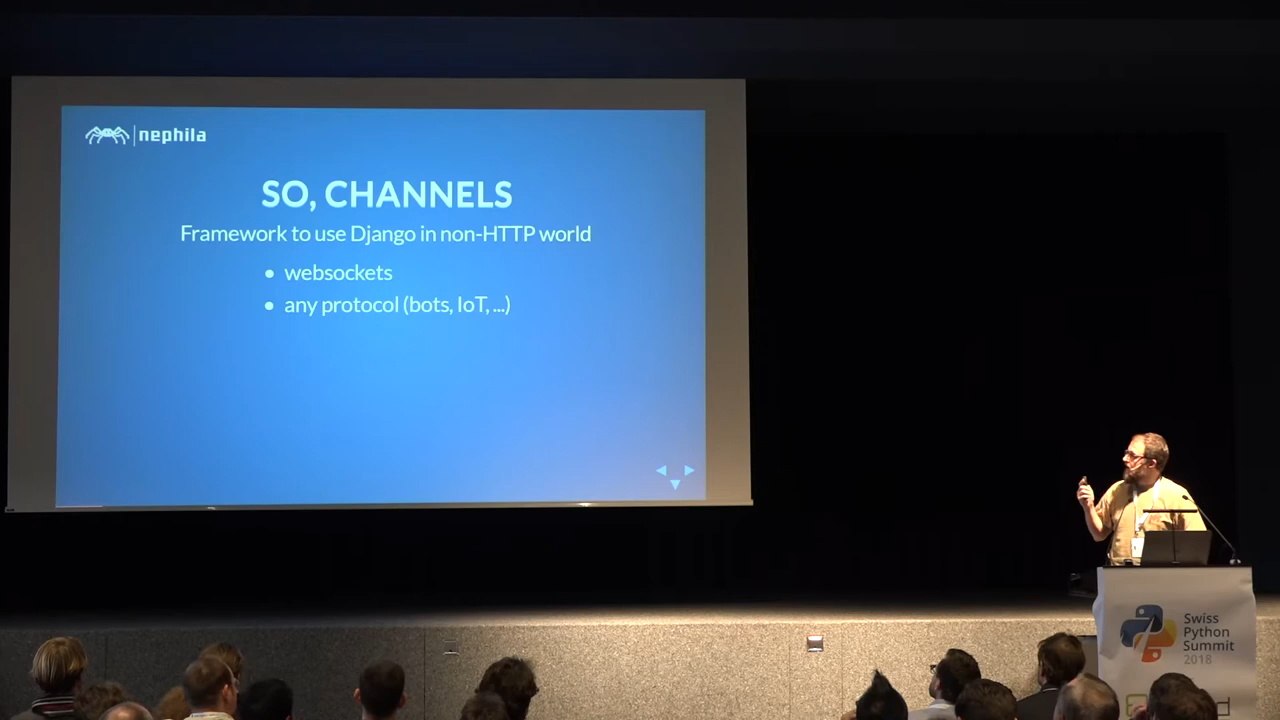 nephila
SO, CHANNELS
Framework to use Django in non-HTTP world
• websockets
• any protocol (bots, IoT, ...)
Swiss
Python
Summit
2018